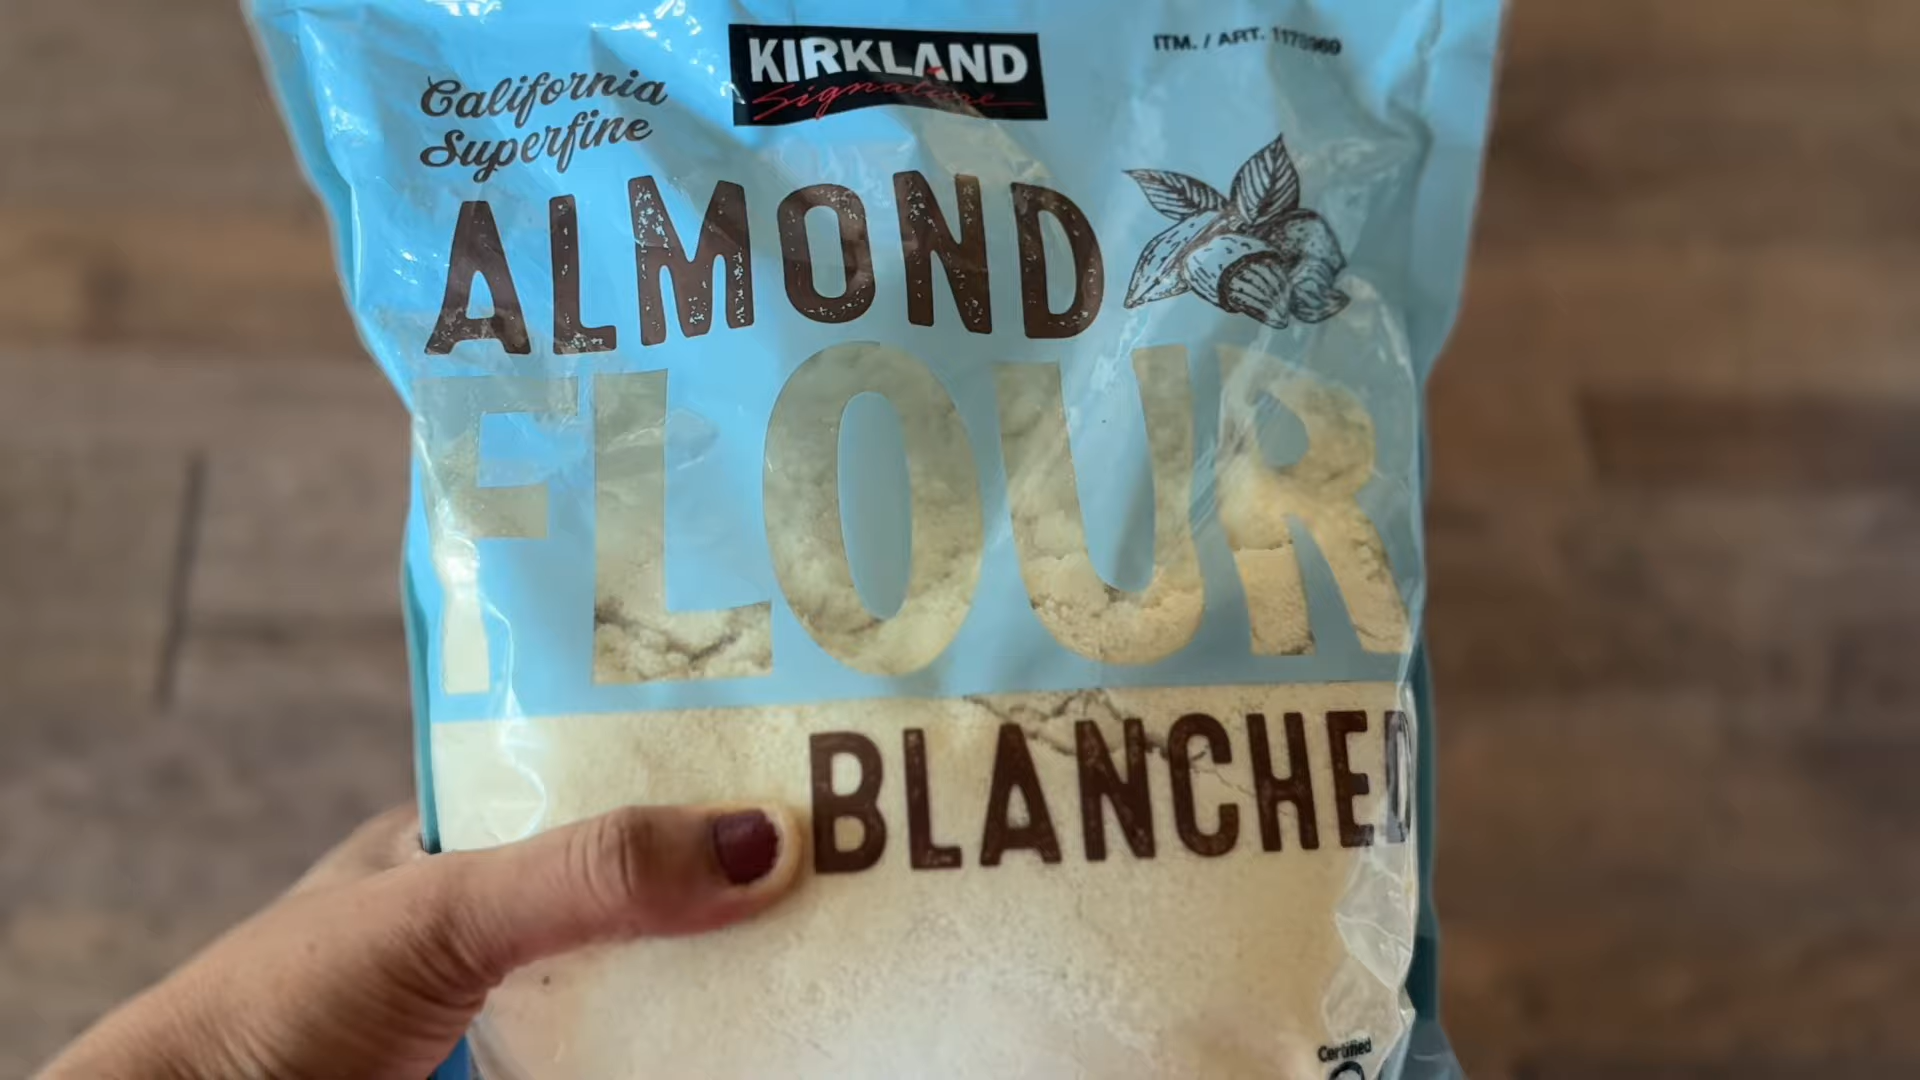 KIRKLAND
Signature
ITM. / ART.
California
Superfine
ALMOND
FLOUR
BLANCHED
Certified